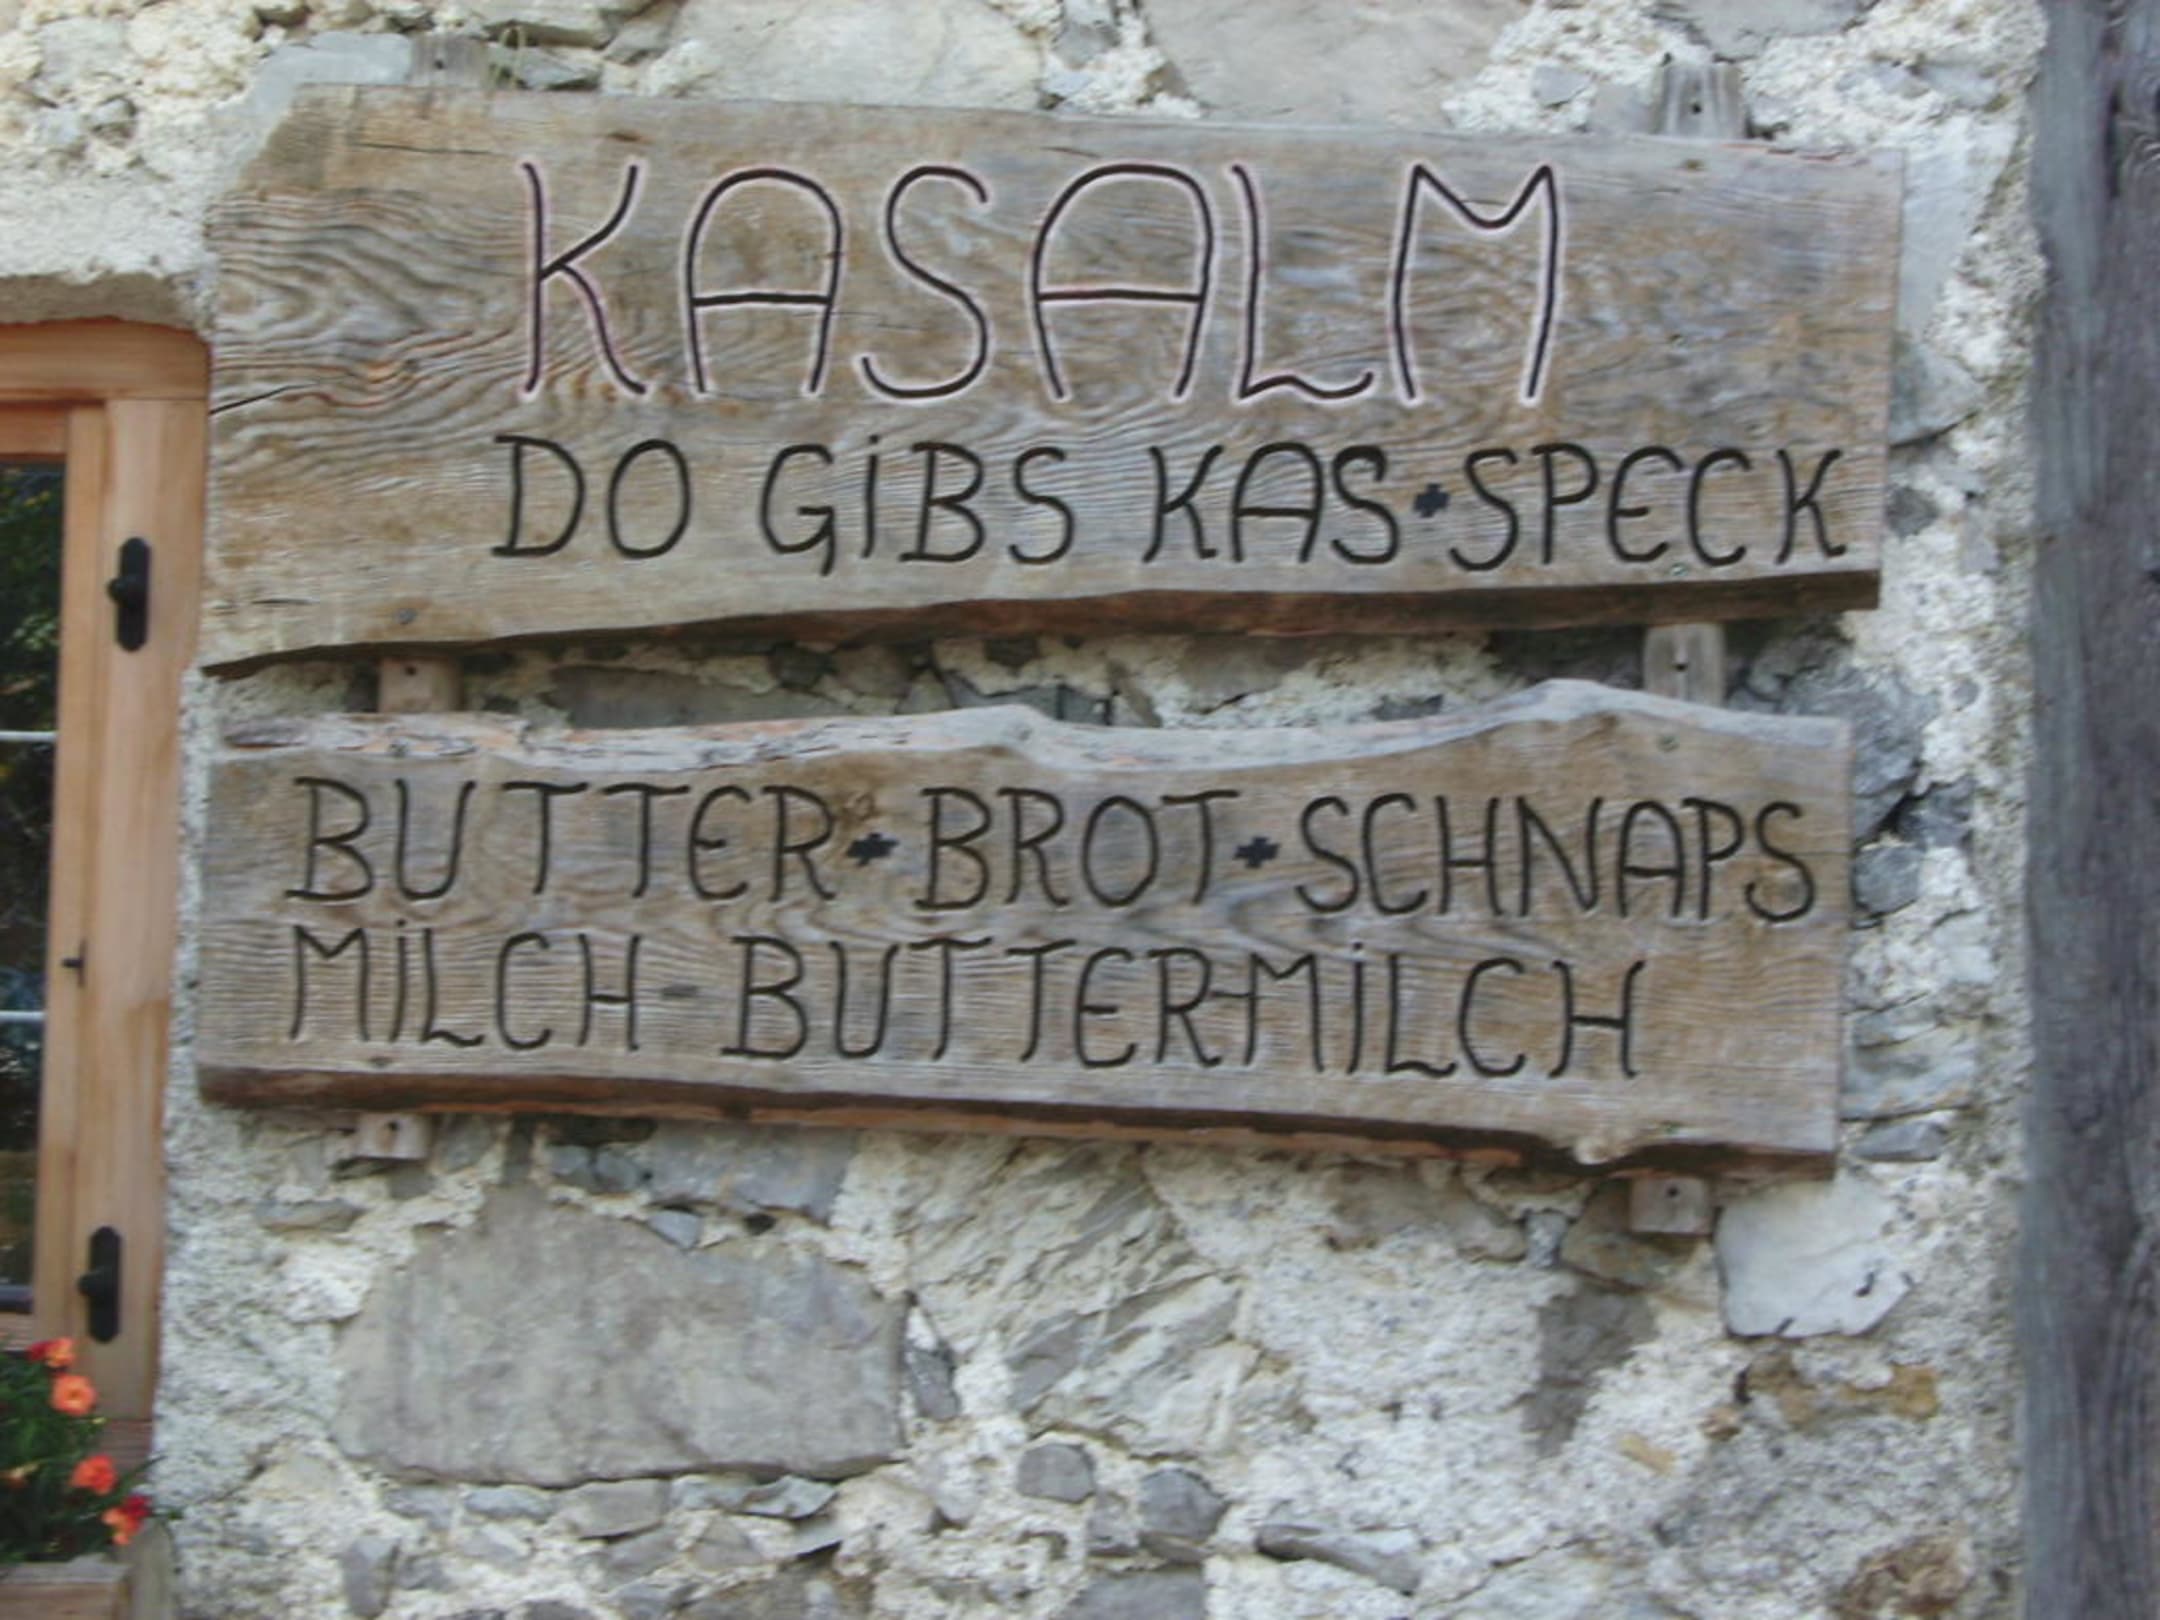 KASALM
DO GiBS KAS·SPECK
BUTTER·BROT·SCHNAPS
MiLCH-BUTTERMiLCH